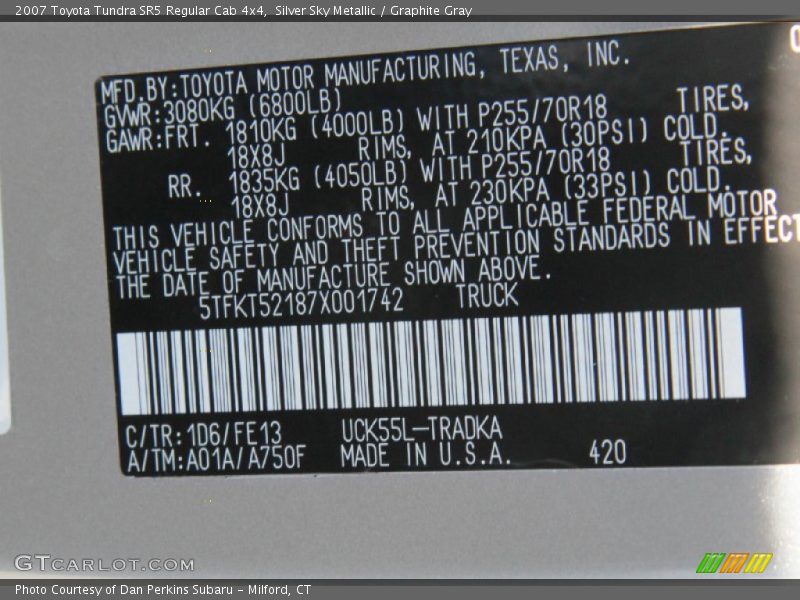 2007 Toyota Tundra SR5 Regular Cab 4x4,  Silver Sky Metallic / Graphite Gray
MFD.BY:TOYOTA MOTOR MANUFACTURING, TEXAS, INC.
GVWR:3080KG (6800LB)
GAWR:FRT. 1810KG (4000LB) WITH P255/70R18 TIRES,
18X8J RIMS, AT 210KPA (30PSI) COLD.
RR. 1835KG (4050LB) WITH P255/70R18 TIRES,
18X8J RIMS, AT 230KPA (33PSI) COLD.
THIS VEHICLE CONFORMS TO ALL APPLICABLE FEDERAL MOTOR
VEHICLE SAFETY AND THEFT PREVENTION STANDARDS IN EFFECT
THE DATE OF MANUFACTURE SHOWN ABOVE.
5TFKT52187X001742 TRUCK
C/TR:1D6/FE13 UCK55L-TRADKA
A/TM:A01A/A750F MADE IN U.S.A. 420
GTCARLOT.COM
Photo Courtesy of Dan Perkins Subaru - Milford, CT